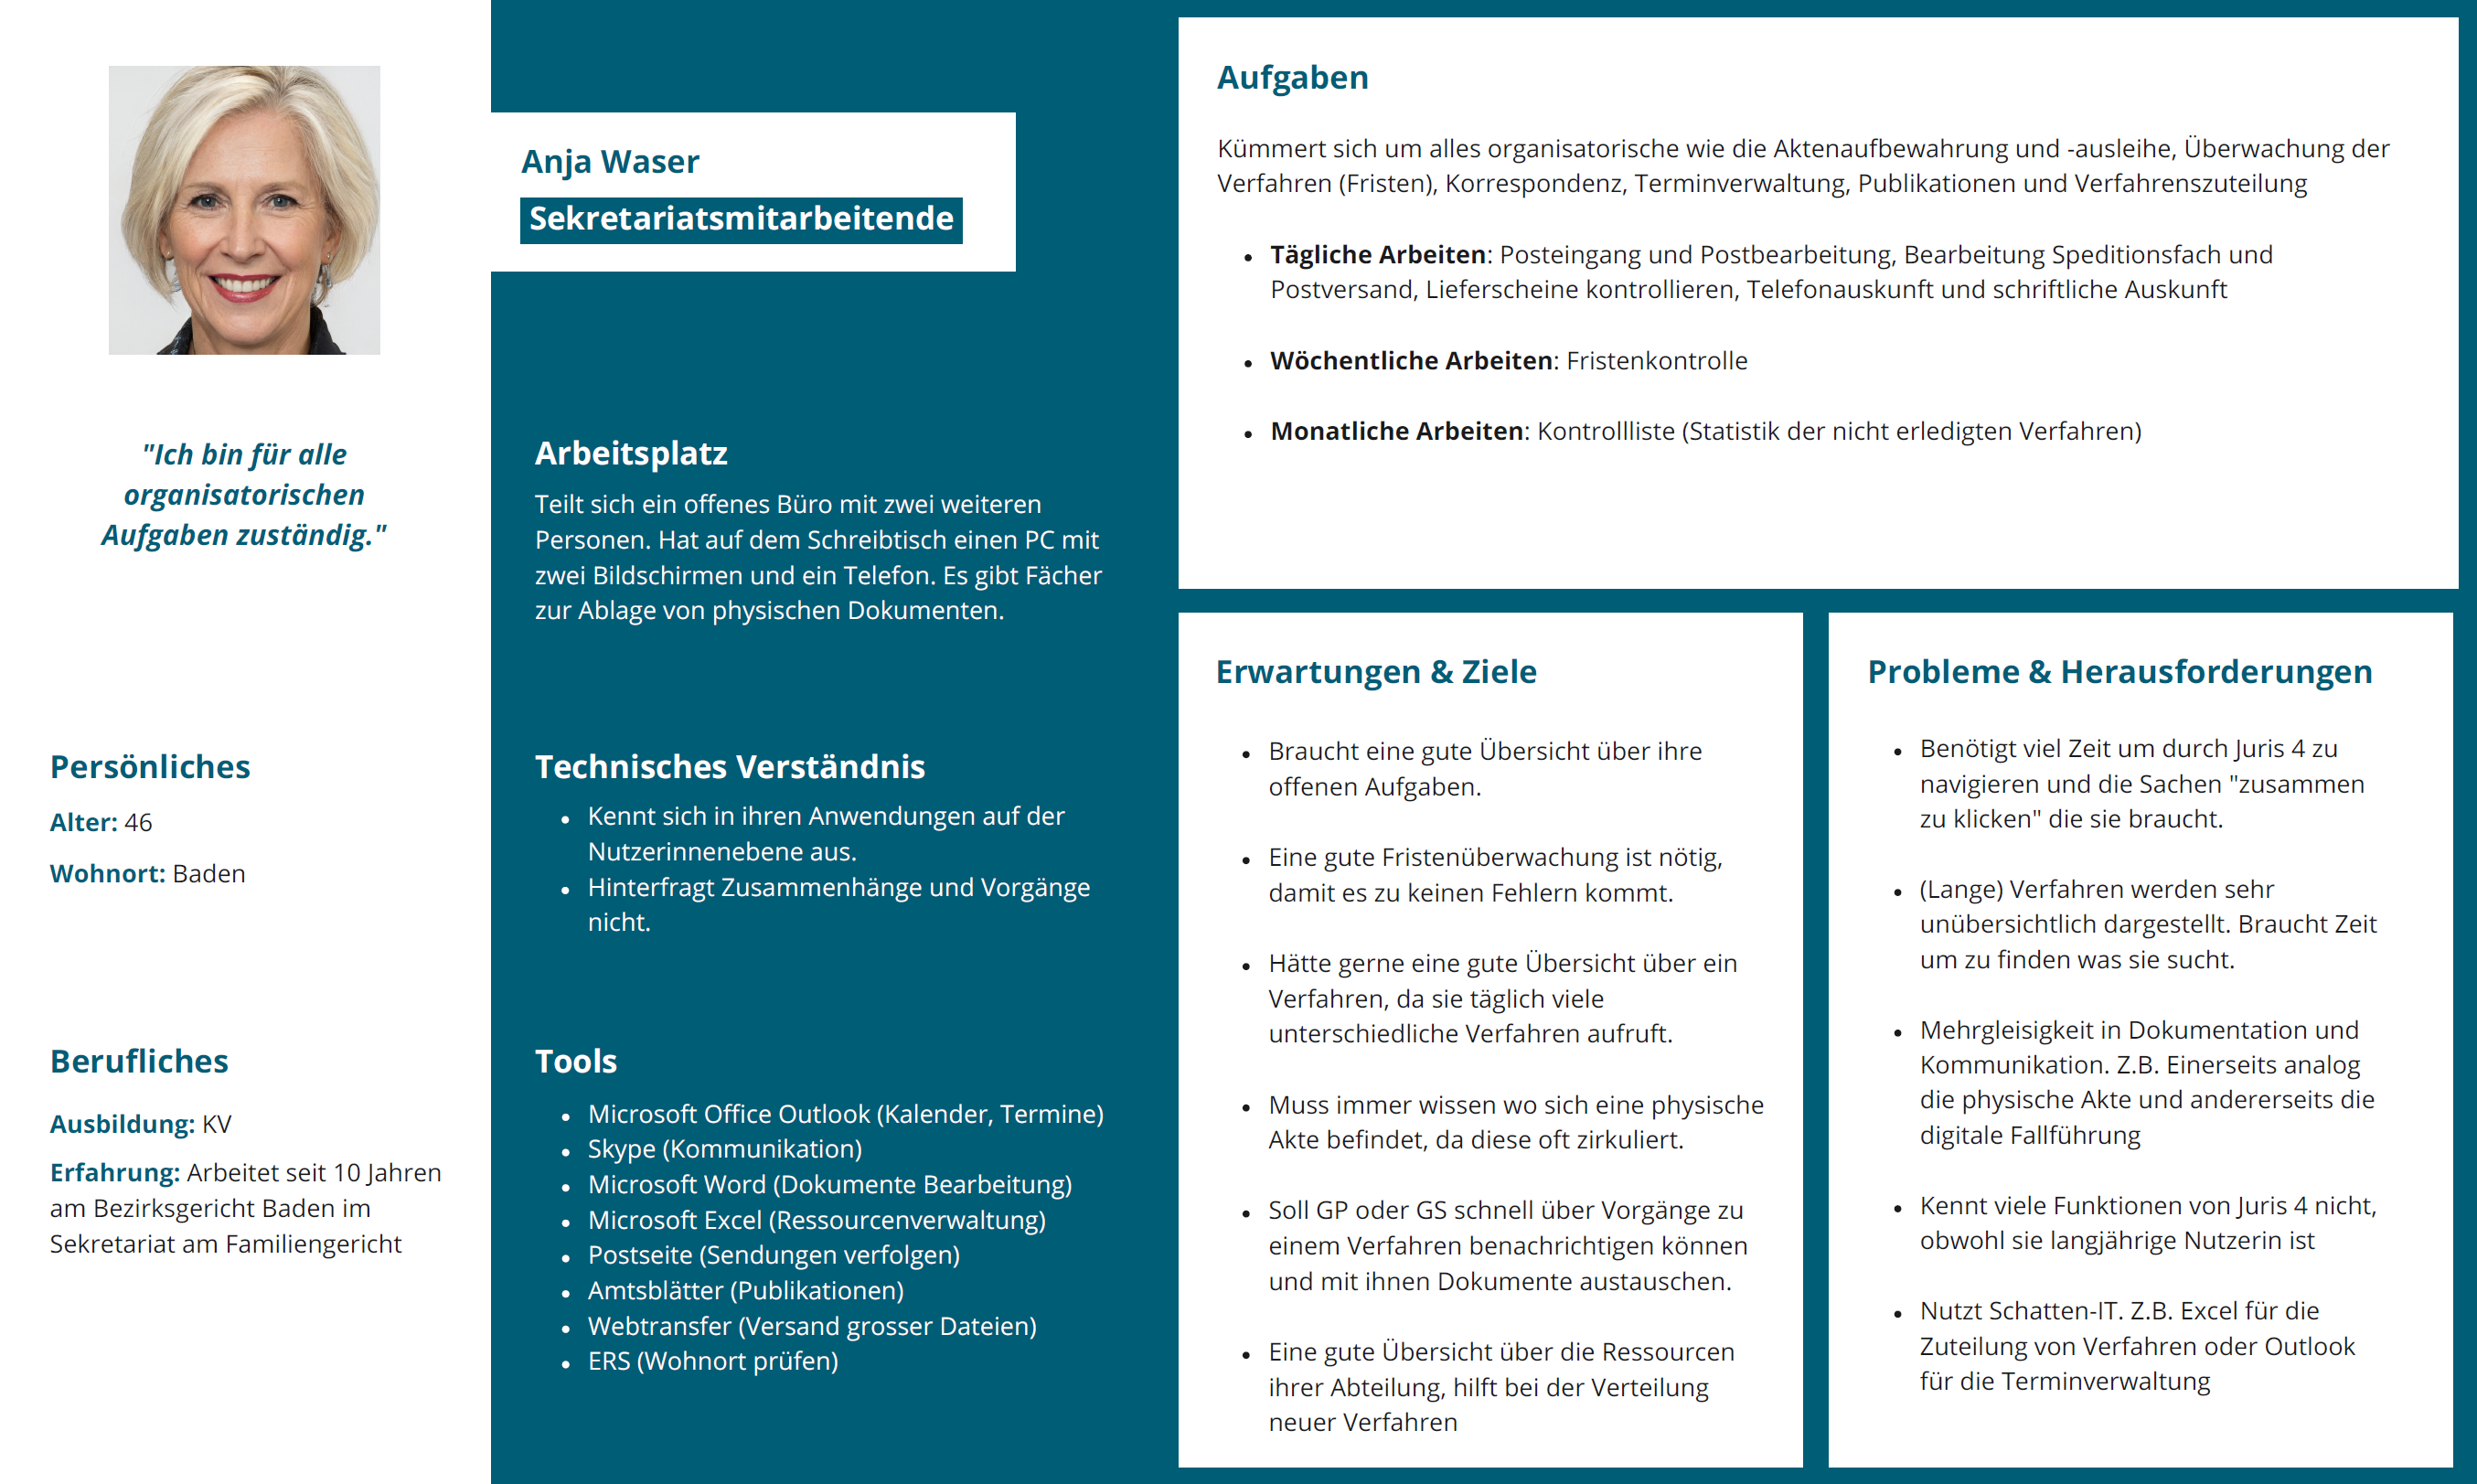 Anja Waser
Sekretariatsmitarbeitende
"Ich bin für alle
organisatorischen
Aufgaben zuständig."
Persönliches
Alter: 46
Wohnort: Baden
Berufliches
Ausbildung: KV
Erfahrung: Arbeitet seit 10 Jahren
am Bezirksgericht Baden im
Sekretariat am Familiengericht
Arbeitsplatz
Teilt sich ein offenes Büro mit zwei weiteren
Personen. Hat auf dem Schreibtisch einen PC mit
zwei Bildschirmen und ein Telefon. Es gibt Fächer
zur Ablage von physischen Dokumenten.
Technisches Verständnis
• Kennt sich in ihren Anwendungen auf der
Nutzerinnenebene aus.
• Hinterfragt Zusammenhänge und Vorgänge
nicht.
Tools
• Microsoft Office Outlook (Kalender, Termine)
• Skype (Kommunikation)
• Microsoft Word (Dokumente Bearbeitung)
• Microsoft Excel (Ressourcenverwaltung)
• Postseite (Sendungen verfolgen)
• Amtsblätter (Publikationen)
• Webtransfer (Versand grosser Dateien)
• ERS (Wohnort prüfen)
Aufgaben
Kümmert sich um alles organisatorische wie die Aktenaufbewahrung und -ausleihe, Überwachung der
Verfahren (Fristen), Korrespondenz, Terminverwaltung, Publikationen und Verfahrenszuteilung
• Tägliche Arbeiten: Posteingang und Postbearbeitung, Bearbeitung Speditionsfach und
Postversand, Lieferscheine kontrollieren, Telefonauskunft und schriftliche Auskunft
• Wöchentliche Arbeiten: Fristenkontrolle
• Monatliche Arbeiten: Kontrollliste (Statistik der nicht erledigten Verfahren)
Erwartungen & Ziele
• Braucht eine gute Übersicht über ihre
offenen Aufgaben.
• Eine gute Fristenüberwachung ist nötig,
damit es zu keinen Fehlern kommt.
• Hätte gerne eine gute Übersicht über ein
Verfahren, da sie täglich viele
unterschiedliche Verfahren aufruft.
• Muss immer wissen wo sich eine physische
Akte befindet, da diese oft zirkuliert.
• Soll GP oder GS schnell über Vorgänge zu
einem Verfahren benachrichtigen können
und mit ihnen Dokumente austauschen.
• Eine gute Übersicht über die Ressourcen
ihrer Abteilung, hilft bei der Verteilung
neuer Verfahren
Probleme & Herausforderungen
• Benötigt viel Zeit um durch Juris 4 zu
navigieren und die Sachen "zusammen
zu klicken" die sie braucht.
• (Lange) Verfahren werden sehr
unübersichtlich dargestellt. Braucht Zeit
um zu finden was sie sucht.
• Mehrgleisigkeit in Dokumentation und
Kommunikation. Z.B. Einerseits analog
die physische Akte und andererseits die
digitale Fallführung
• Kennt viele Funktionen von Juris 4 nicht,
obwohl sie langjährige Nutzerin ist
• Nutzt Schatten-IT. Z.B. Excel für die
Zuteilung von Verfahren oder Outlook
für die Terminverwaltung